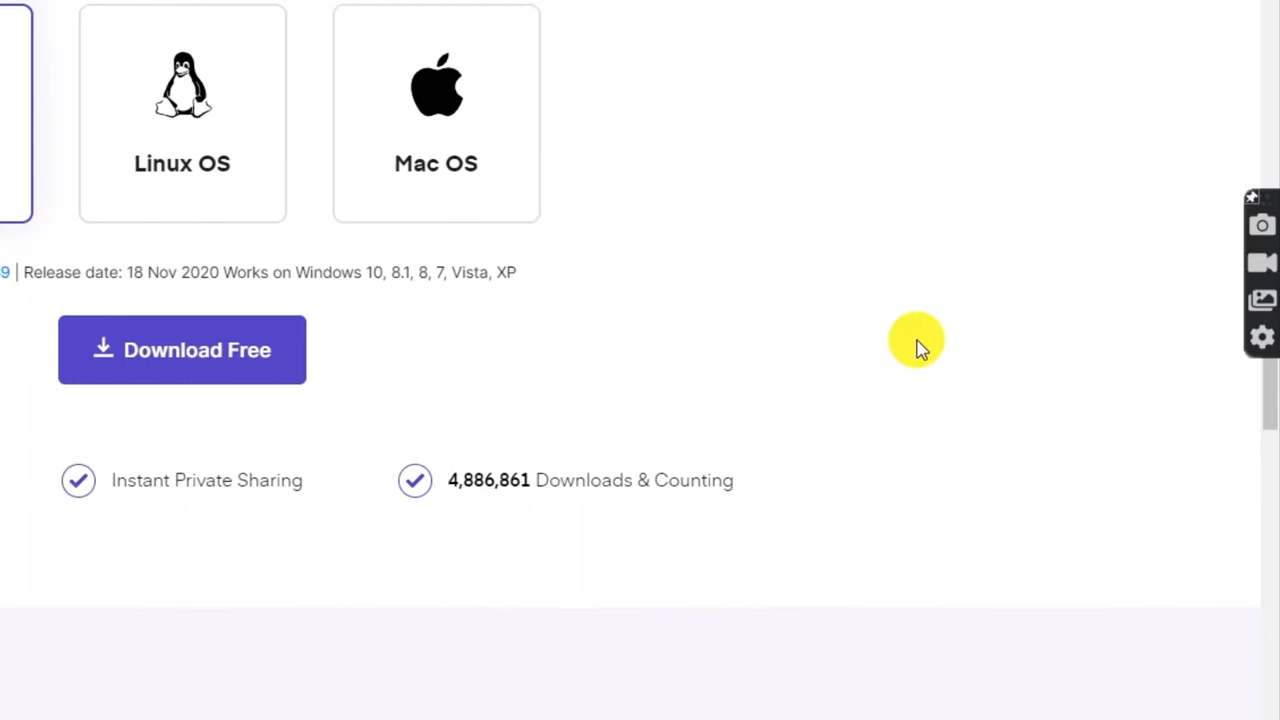 Linux OS
Mac OS
9 | Release date: 18 Nov 2020 Works on Windows 10, 8.1, 8, 7, Vista, XP
Download Free
Instant Private Sharing
4,886,861 Downloads & Counting